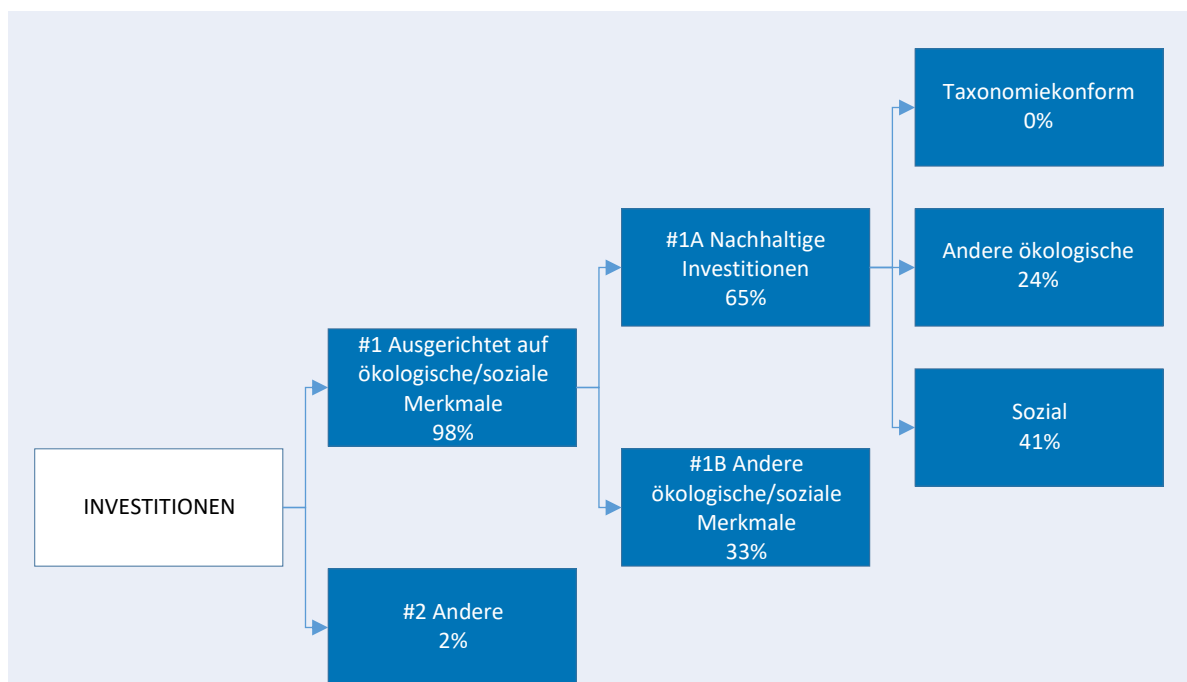 Taxonomiekonform
0%
#1A Nachhaltige
Investitionen
65%
Andere ökologische
24%
#1 Ausgerichtet auf
ökologische/soziale
Merkmale
98%
Sozial
41%
INVESTITIONEN
#1B Andere
ökologische/soziale
Merkmale
33%
#2 Andere
2%